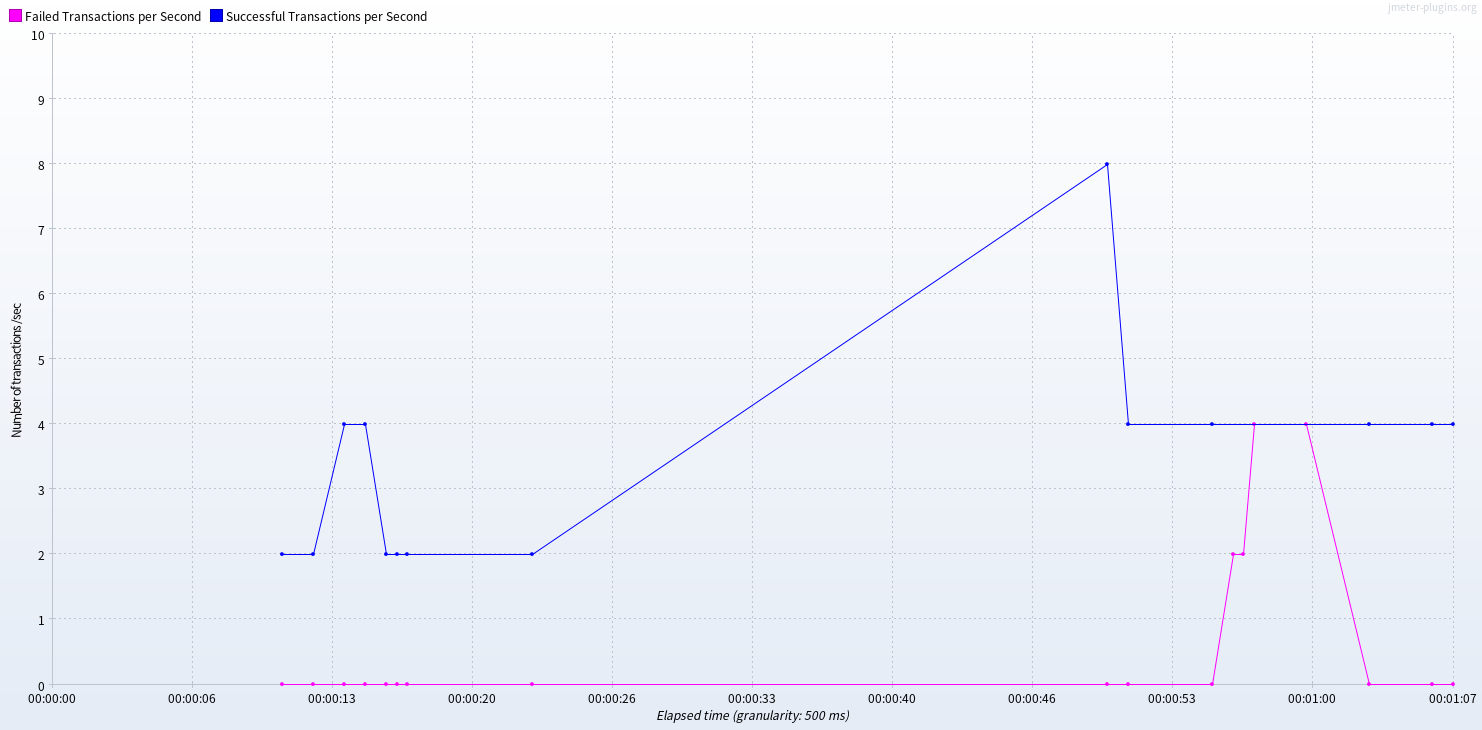 jmeter-plugins.org
Failed Transactions per Second Successful Transactions per Second
10
9
8
7
6
5
4
3
2
1
0
Number of transactions /sec
00:00:00 00:00:06 00:00:13 00:00:20 00:00:26 00:00:33 00:00:40 00:00:46 00:00:53 00:01:00 00:01:07
Elapsed time (granularity: 500 ms)